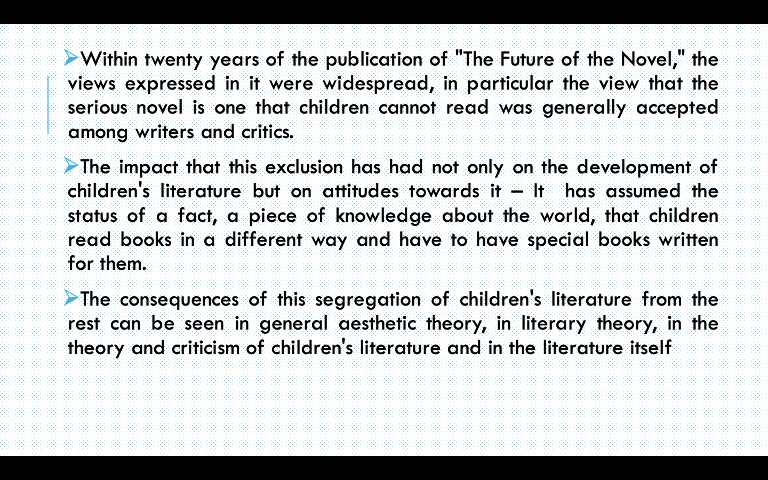 ➢Within twenty years of the publication of "The Future of the Novel," the
views expressed in it were widespread, in particular the view that the
serious novel is one that children cannot read was generally accepted
among writers and critics.
➢The impact that this exclusion has had not only on the development of
children's literature but on attitudes towards it – It has assumed the
status of a fact, a piece of knowledge about the world, that children
read books in a different way and have to have special books written
for them.
➢The consequences of this segregation of children's literature from the
rest can be seen in general aesthetic theory, in literary theory, in the
theory and criticism of children's literature and in the literature itself